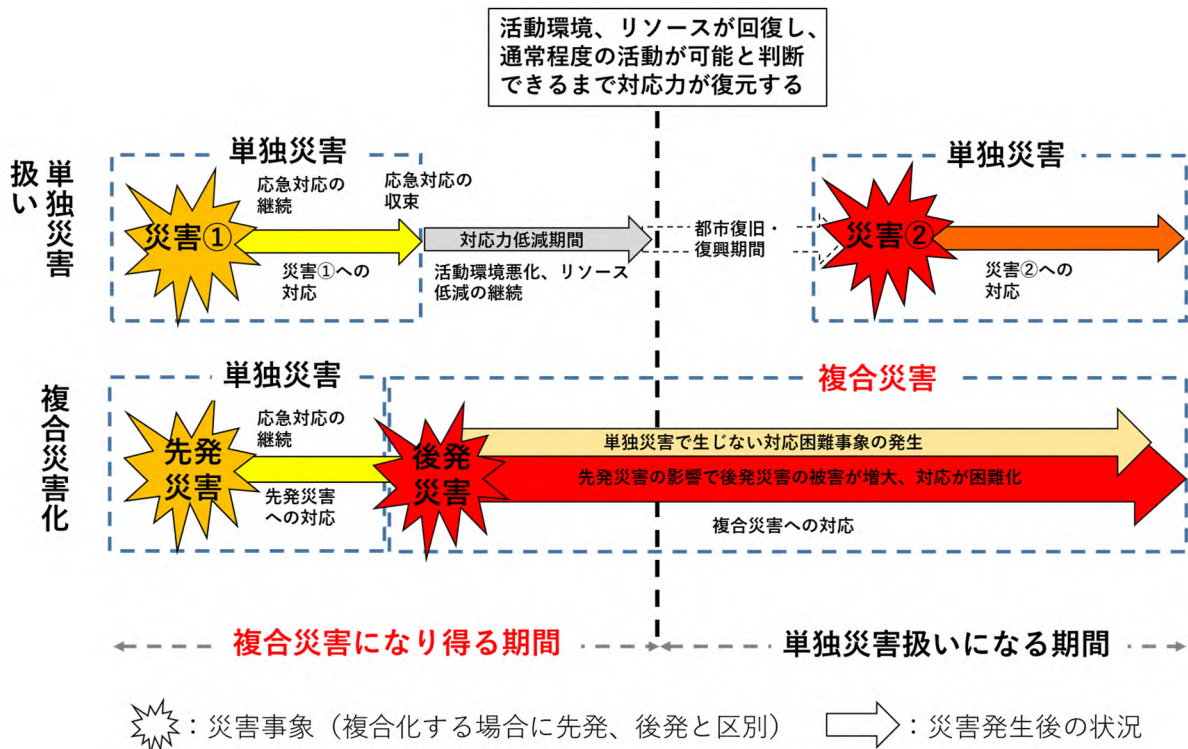 活動環境、リソースが回復し、
通常程度の活動が可能と判断
できるまで対応力が復元する
単独災害
扱い
単独災害
災害①
応急対応の
継続
応急対応の
収束
災害①への
対応
対応力低減期間
活動環境悪化、リソース
低減の継続
都市復旧・
復興期間
単独災害
災害②
災害②への
対応
複合災害化
単独災害
先発
災害
応急対応の
継続
先発災害
への対応
複合災害
後発
災害
単独災害で生じない対応困難事象の発生
先発災害の影響で後発災害の被害が増大、対応が困難化
複合災害への対応
複合災害になり得る期間
単独災害扱いになる期間
：災害事象（複合化する場合に先発、後発と区別）
：災害発生後の状況